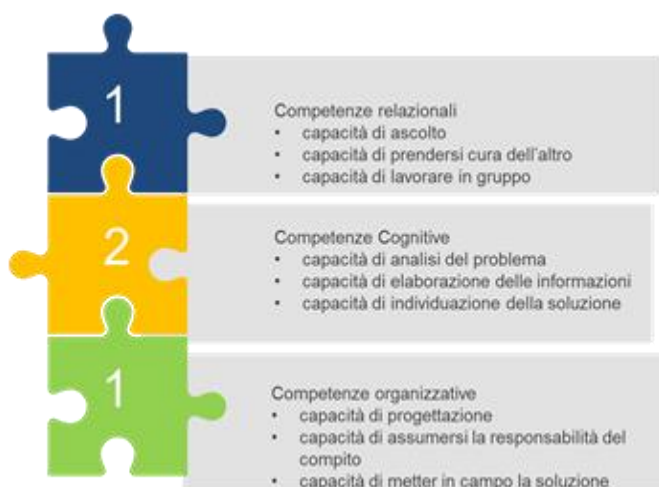 1
Competenze relazionali
• capacità di ascolto
• capacità di prendersi cura dell'altro
• capacità di lavorare in gruppo
2
Competenze Cognitive
• capacità di analisi del problema
• capacità di elaborazione delle informazioni
• capacità di individuazione della soluzione
1
Competenze organizzative
• capacità di progettazione
• capacità di assumersi la responsabilità del
compito
• capacità di metter in campo la soluzione